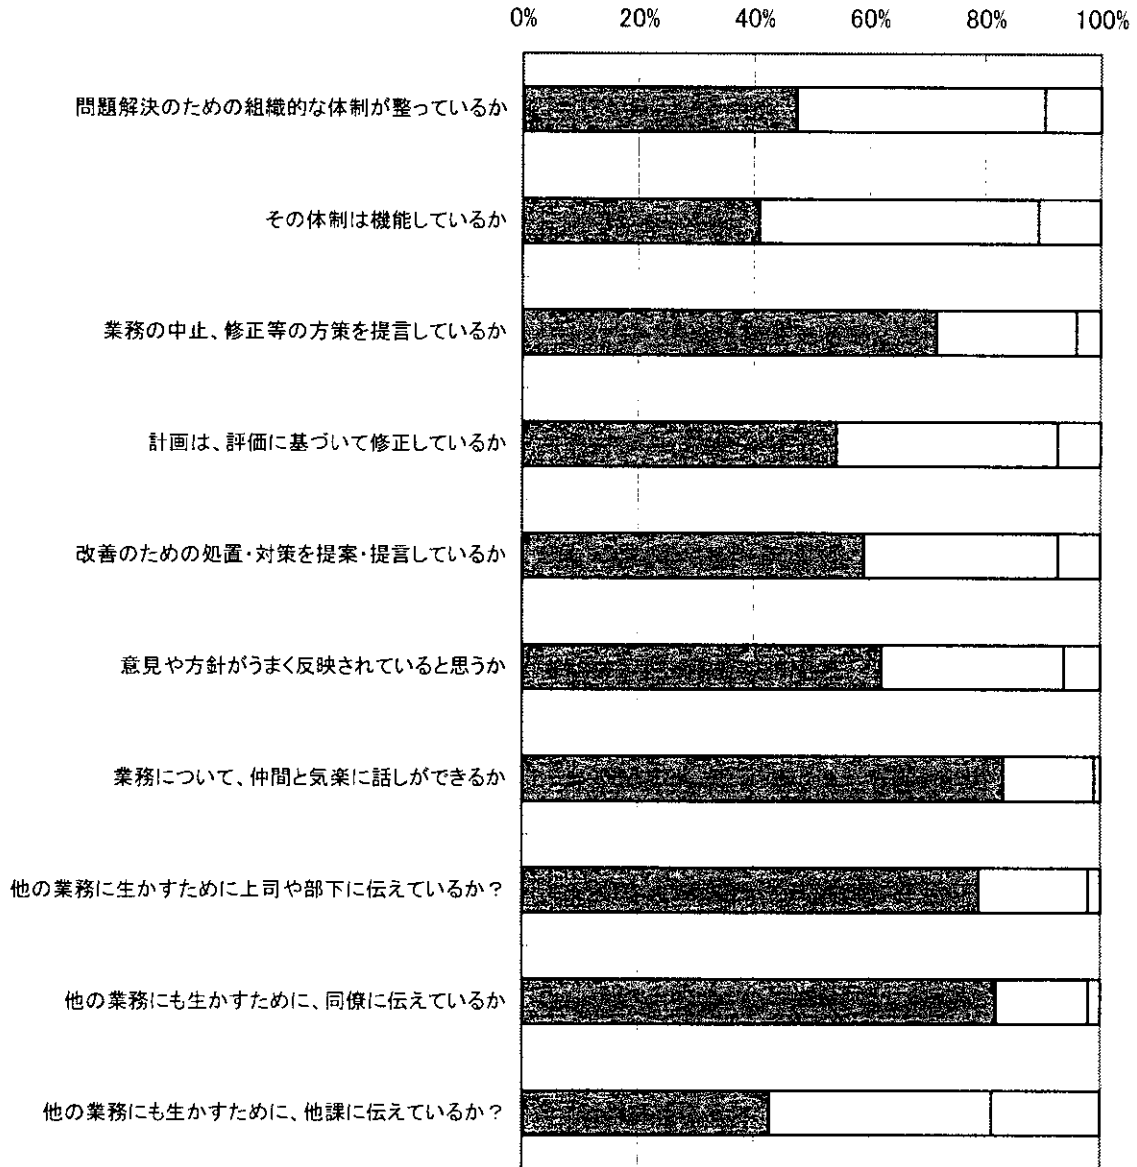 0% 20% 40% 60% 80% 100%
問題解決のための組織的な体制が整っているか
その体制は機能しているか
業務の中止、修正等の方策を提言しているか
計画は、評価に基づいて修正しているか
改善のための処置・対策を提案・提言しているか
意見や方針がうまく反映されていると思うか
業務について、仲間と気楽に話しができるか
他の業務に生かすために上司や部下に伝えているか？
他の業務にも生かすために、同僚に伝えているか
他の業務にも生かすために、他課に伝えているか？